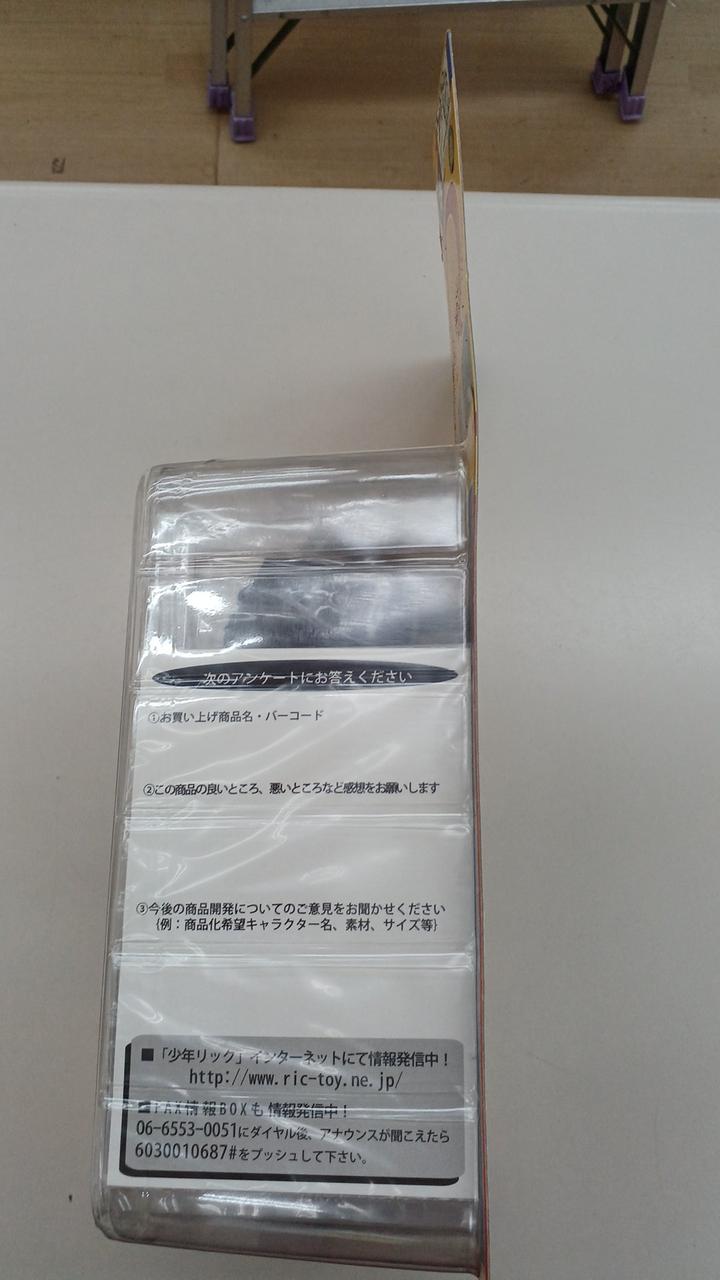 次のアンケートにお答えください
①お買い上げ商品名・バーコード
②この商品の良いところ、悪いところなど感想をお願いします
③今後の商品開発についてのご意見をお聞かせください
{例：商品化希望キャラクター名、素材、サイズ等}
■「少年リック」インターネットにて情報発信中！
http://www.ric-toy.ne.jp/
■FAX情報BOXも情報発信中！
06-6553-0051にダイヤル後、アナウンスが聞こえたら
6030010687#をプッシュして下さい。